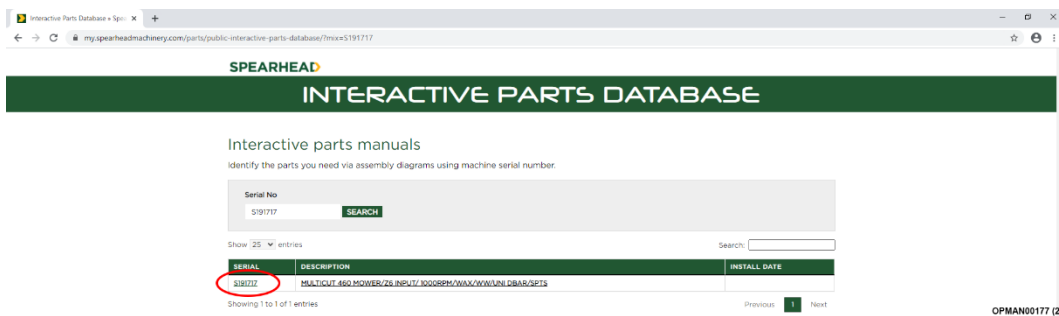 Interactive Parts Database » Spea
my.spearheadmachinery.com/parts/public-interactive-parts-database/?mix=S191717
SPEARHEAD
INTERACTIVE PARTS DATABASE
Interactive parts manuals
Identify the parts you need via assembly diagrams using machine serial number.
Serial No
S191717 SEARCH
Show 25 entries Search:
SERIAL DESCRIPTION INSTALL DATE
S191717 MULTICUT 460 MOWER/Z6 INPUT/ 1000RPM/WAX/WW/UNI DBAR/SPTS
Showing 1 to 1 of 1 entries Previous 1 Next
OPMAN00177 (2